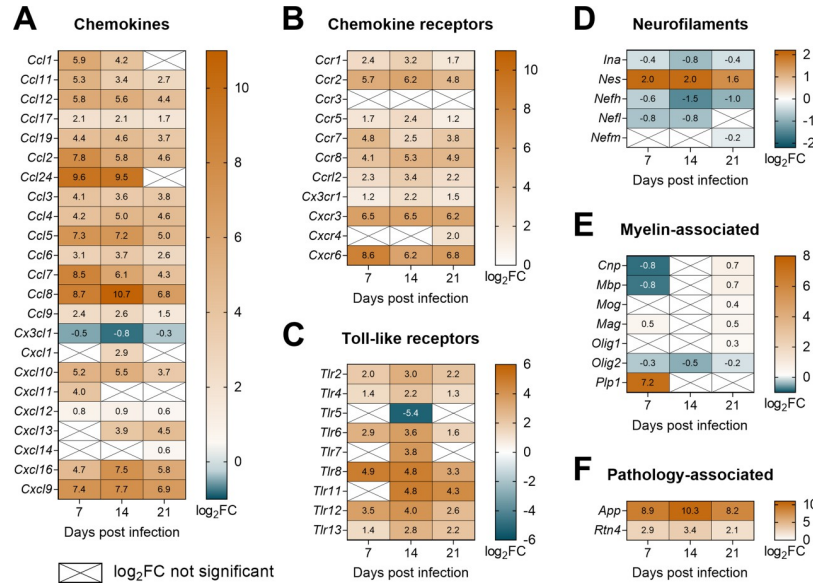 A Chemokines
Ccl1 5.9 4.2
Ccl11 5.3 3.4 2.7
Ccl12 5.8 5.6 4.4
Ccl17 2.1 2.1 1.7
Ccl19 4.4 4.6 3.7
Ccl2 7.8 5.8 4.6
Ccl24 9.6 9.5
Ccl3 4.1 3.6 3.8
Ccl4 4.2 5.0 4.6
Ccl5 7.3 7.2 5.0
Ccl6 3.1 3.7 2.6
Ccl7 8.5 6.1 4.3
Ccl8 8.7 10.7 6.8
Ccl9 2.4 2.6 1.5
Cx3cl1 -0.5 -0.8 -0.3
Cxcl1 2.9
Cxcl10 5.2 5.5 3.7
Cxcl11 4.0
Cxcl12 0.8 0.9 0.6
Cxcl13 3.9 4.5
Cxcl14 0.6
Cxcl16 4.7 7.5 5.8
Cxcl9 7.4 7.7 6.9
7 14 21
Days post infection
10
8
6
4
2
0
log2FC
log2FC not significant
B Chemokine receptors
Ccr1 2.4 3.2 1.7
Ccr2 5.7 6.2 4.8
Ccr3
Ccr5 1.7 2.4 1.2
Ccr7 4.8 2.5 3.8
Ccr8 4.1 5.3 4.9
Ccrl2 2.3 3.4 2.2
Cx3cr1 1.2 2.2 1.5
Cxcr3 6.5 6.5 6.2
Cxcr4 2.0
Cxcr6 8.6 6.2 6.8
7 14 21
Days post infection
10
8
6
4
2
0
log2FC
C Toll-like receptors
Tlr2 2.0 3.0 2.2
Tlr4 1.4 2.2 1.3
Tlr5 -5.4
Tlr6 2.9 3.6 1.6
Tlr7 3.8
Tlr8 4.9 4.8 3.3
Tlr11 4.8 4.3
Tlr12 3.5 4.0 2.6
Tlr13 1.4 2.8 2.2
7 14 21
Days post infection
6
4
2
0
-2
-4
-6
log2FC
D Neurofilaments
Ina -0.4 -0.8 -0.4
Nes 2.0 2.0 1.6
Nefh -0.6 -1.5 -1.0
Nefl -0.8 -0.8
Nefm -0.2
7 14 21
Days post infection
2
1
0
-1
-2
log2FC
E Myelin-associated
Cnp -0.8 0.7
Mbp -0.8 0.7
Mog 0.4
Mag 0.5 0.5
Olig1 0.3
Olig2 -0.3 -0.5 -0.2
Plp1 7.2
7 14 21
Days post infection
8
6
4
2
0
log2FC
F Pathology-associated
App 8.9 10.3 8.2
Rtn4 2.9 3.4 2.1
7 14 21
Days post infection
10
5
0
log2FC